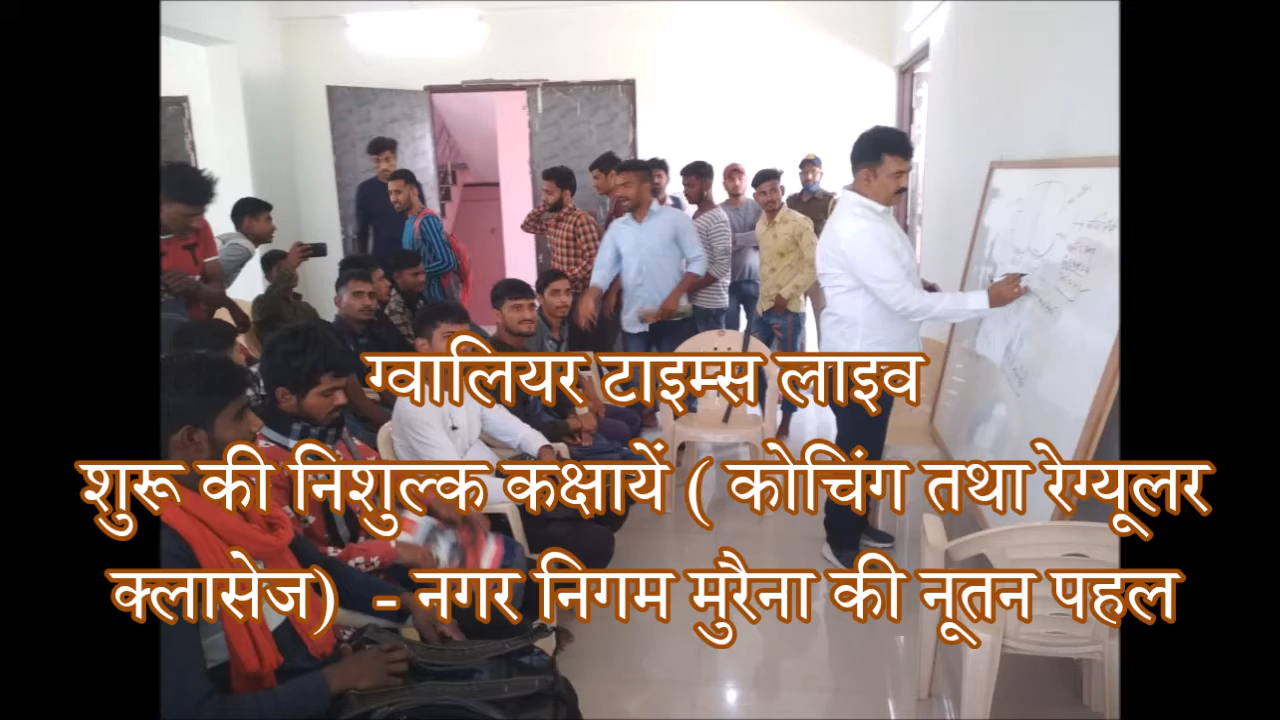 ग्वालियर टाइम्स लाइव
शुरू की निशुल्क कक्षायें ( कोचिंग तथा रेग्यूलर
क्लासेज) - नगर निगम मुरैना की नूतन पहल